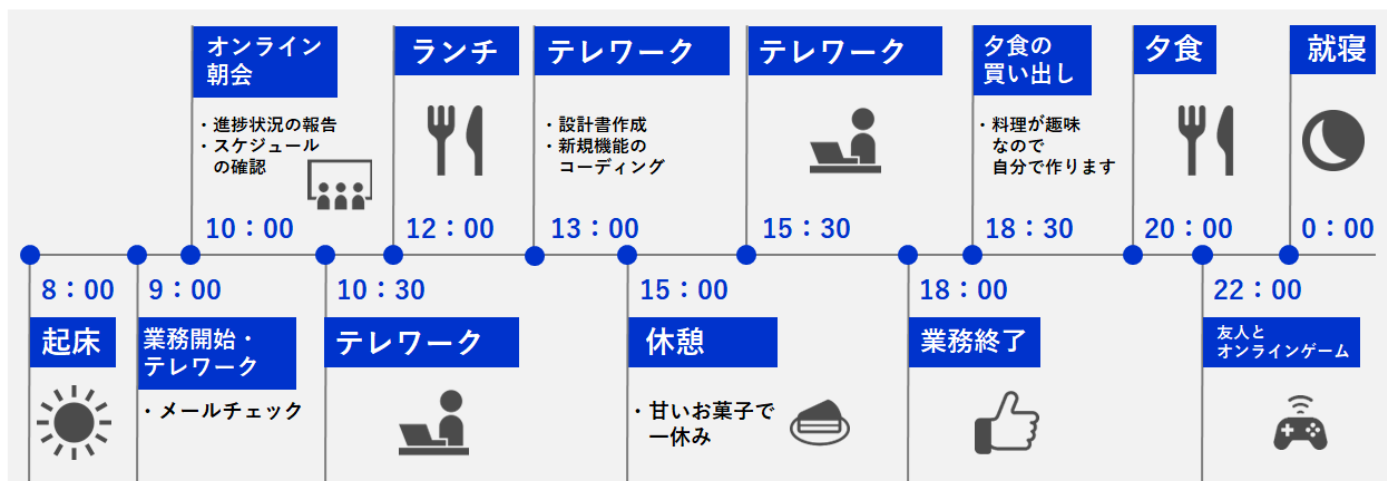 オンライン
朝会
・進捗状況の報告
・スケジュール
の確認
10：00
ランチ
12：00
テレワーク
・設計書作成
・新規機能の
コーディング
13：00
テレワーク
15：30
夕食の
買い出し
・料理が趣味
なので
自分で作ります
18：30
夕食
20：00
就寝
0：00
8：00
起床
9：00
業務開始・
テレワーク
・メールチェック
10：30
テレワーク
15：00
休憩
・甘いお菓子で
一休み
18：00
業務終了
22：00
友人と
オンラインゲーム